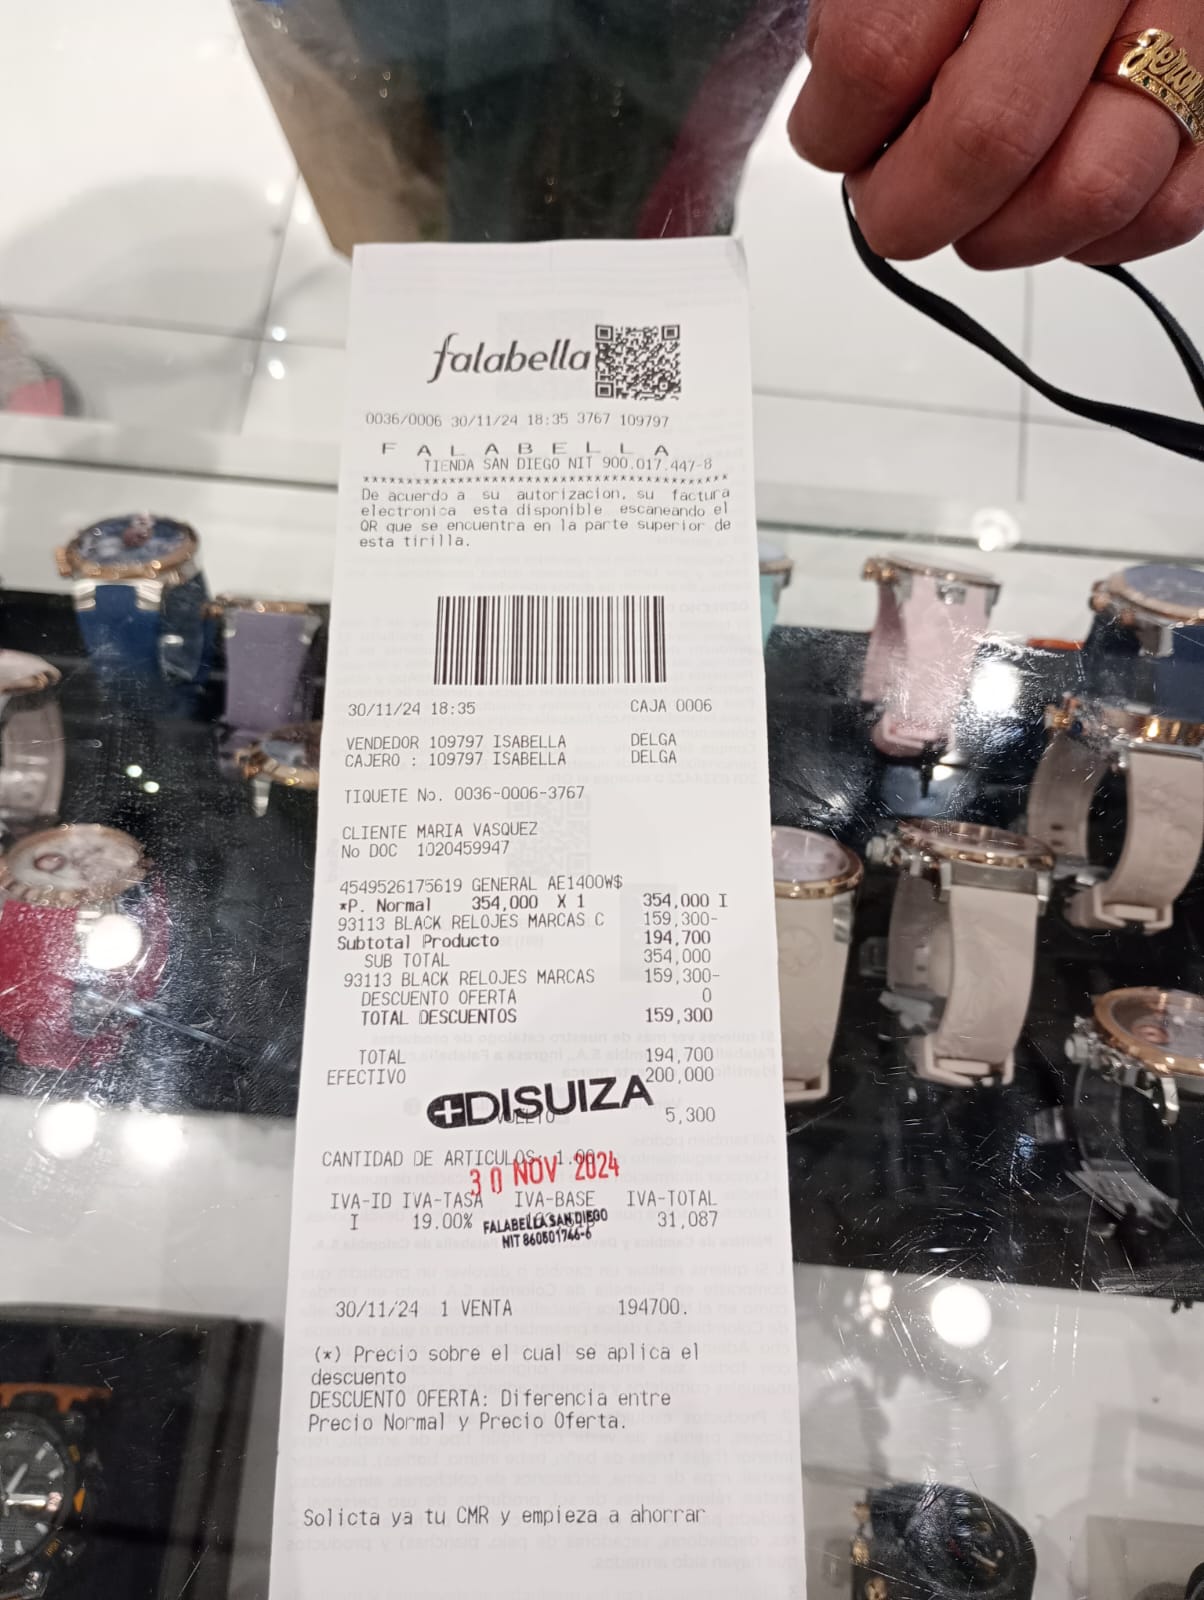 falabella
0036/0006 30/11/24 18:35 3767 109797
F A L A B E L L A
TIENDA SAN DIEGO NIT 900.017.447-8
De acuerdo a su autorizacion, su factura
electronica esta disponible escaneando el
QR que se encuentra en la parte superior de
esta tirilla.
30/11/24 18:35 CAJA 0006
VENDEDOR 109797 ISABELLA DELGA
CAJERO : 109797 ISABELLA DELGA
TIQUETE No. 0036-0006-3767
CLIENTE MARIA VASQUEZ
No DOC 1020459947
4549526175619 GENERAL AE1400W$
*P. Normal 354,000 X 1 354,000 I
93113 BLACK RELOJES MARCAS C 159,300-
Subtotal Producto 194,700
SUB TOTAL 354,000
93113 BLACK RELOJES MARCAS 159,300-
DESCUENTO OFERTA 0
TOTAL DESCUENTOS 159,300
TOTAL 194,700
EFECTIVO 200,000
DISUIZA
VUELTO 5,300
CANTIDAD DE ARTICULOS: 1.00
30 NOV 2024
IVA-ID IVA-TASA IVA-BASE IVA-TOTAL
I 19.00% 31,087
FALABELLA SAN DIEGO
NIT 860501746-6
30/11/24 1 VENTA 194700.
(*) Precio sobre el cual se aplica el
descuento
DESCUENTO OFERTA: Diferencia entre
Precio Normal y Precio Oferta.
Solicta ya tu CMR y empieza a ahorrar